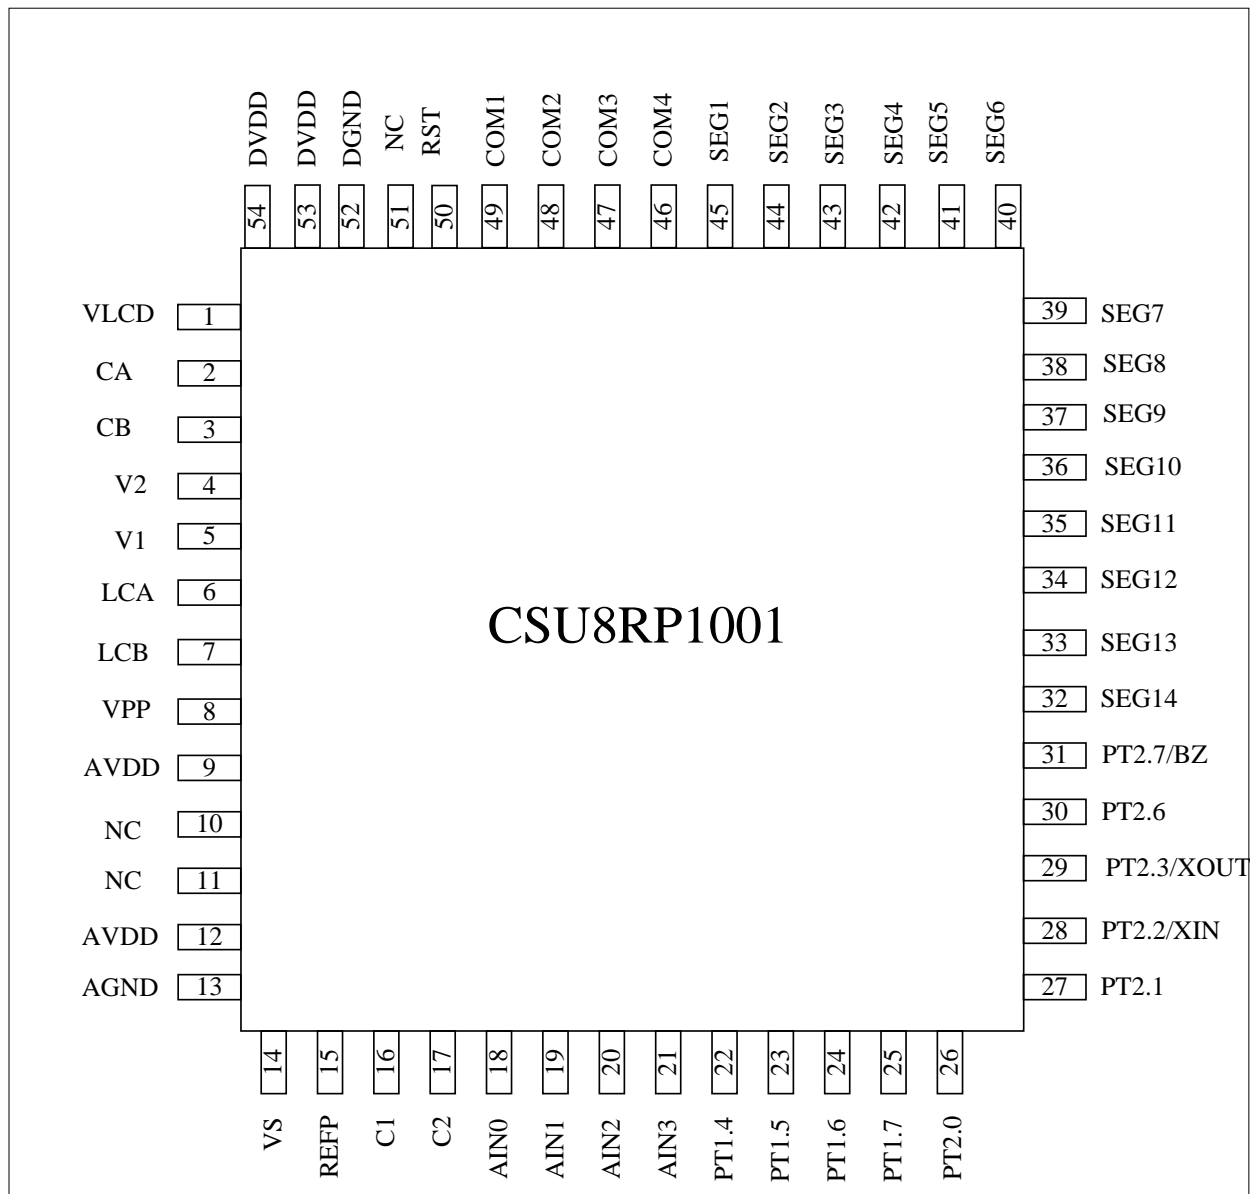 DVDD DVDD DGND NC RST COM1 COM2 COM3 COM4 SEG1 SEG2 SEG3 SEG4 SEG5 SEG6
54 53 52 51 50 49 48 47 46 45 44 43 42 41 40
VLCD 1 39 SEG7
CA 2 38 SEG8
CB 3 37 SEG9
V2 4 36 SEG10
V1 5 35 SEG11
LCA 6 34 SEG12
CSU8RP1001
LCB 7 33 SEG13
VPP 8 32 SEG14
AVDD 9 31 PT2.7/BZ
NC 10 30 PT2.6
NC 11 29 PT2.3/XOUT
AVDD 12 28 PT2.2/XIN
AGND 13 27 PT2.1
14 15 16 17 18 19 20 21 22 23 24 25 26
VS REFP C1 C2 AIN0 AIN1 AIN2 AIN3 PT1.4 PT1.5 PT1.6 PT1.7 PT2.0